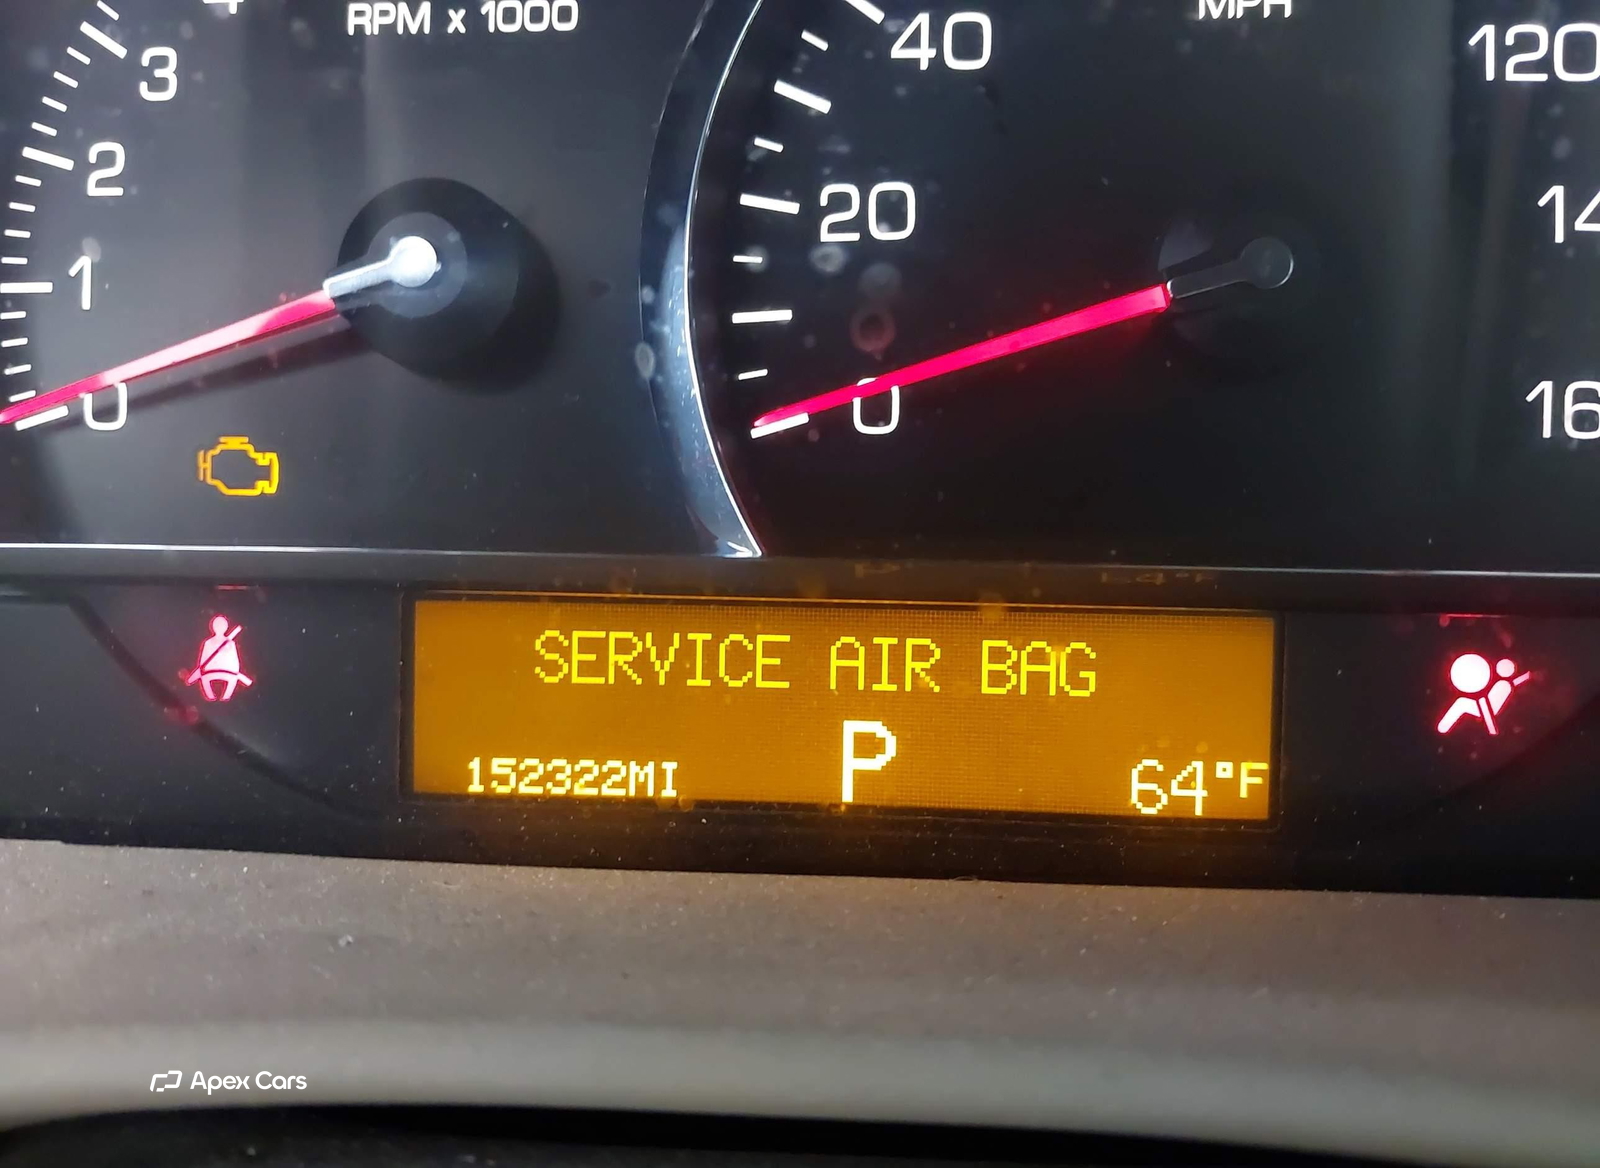 RPM x 1000
MPH
3
40
120
2
20
14
1
0
0
16
SERVICE AIR BAG
P
152322MI
64°F
Apex Cars